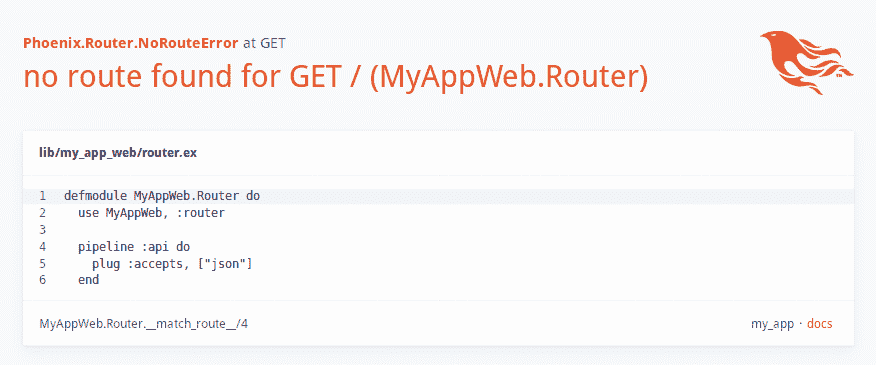 Phoenix.Router.NoRouteError at GET
no route found for GET / (MyAppWeb.Router)
lib/my_app_web/router.ex
1 defmodule MyAppWeb.Router do
2   use MyAppWeb, :router
3
4   pipeline :api do
5     plug :accepts, ["json"]
6   end
MyAppWeb.Router.__match_route__/4 my_app · docs